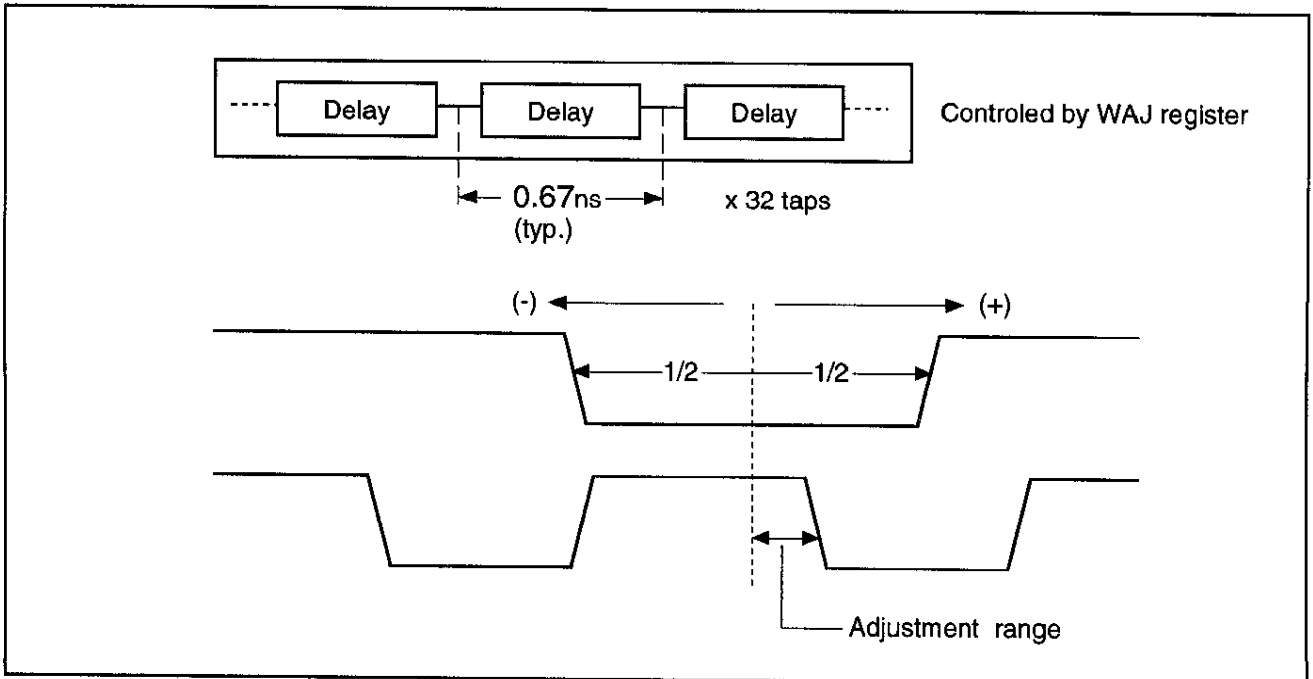 Delay Delay Delay Controled by WAJ register
0.67ns x 32 taps
(typ.)
(-) (+)
1/2 1/2
Adjustment range